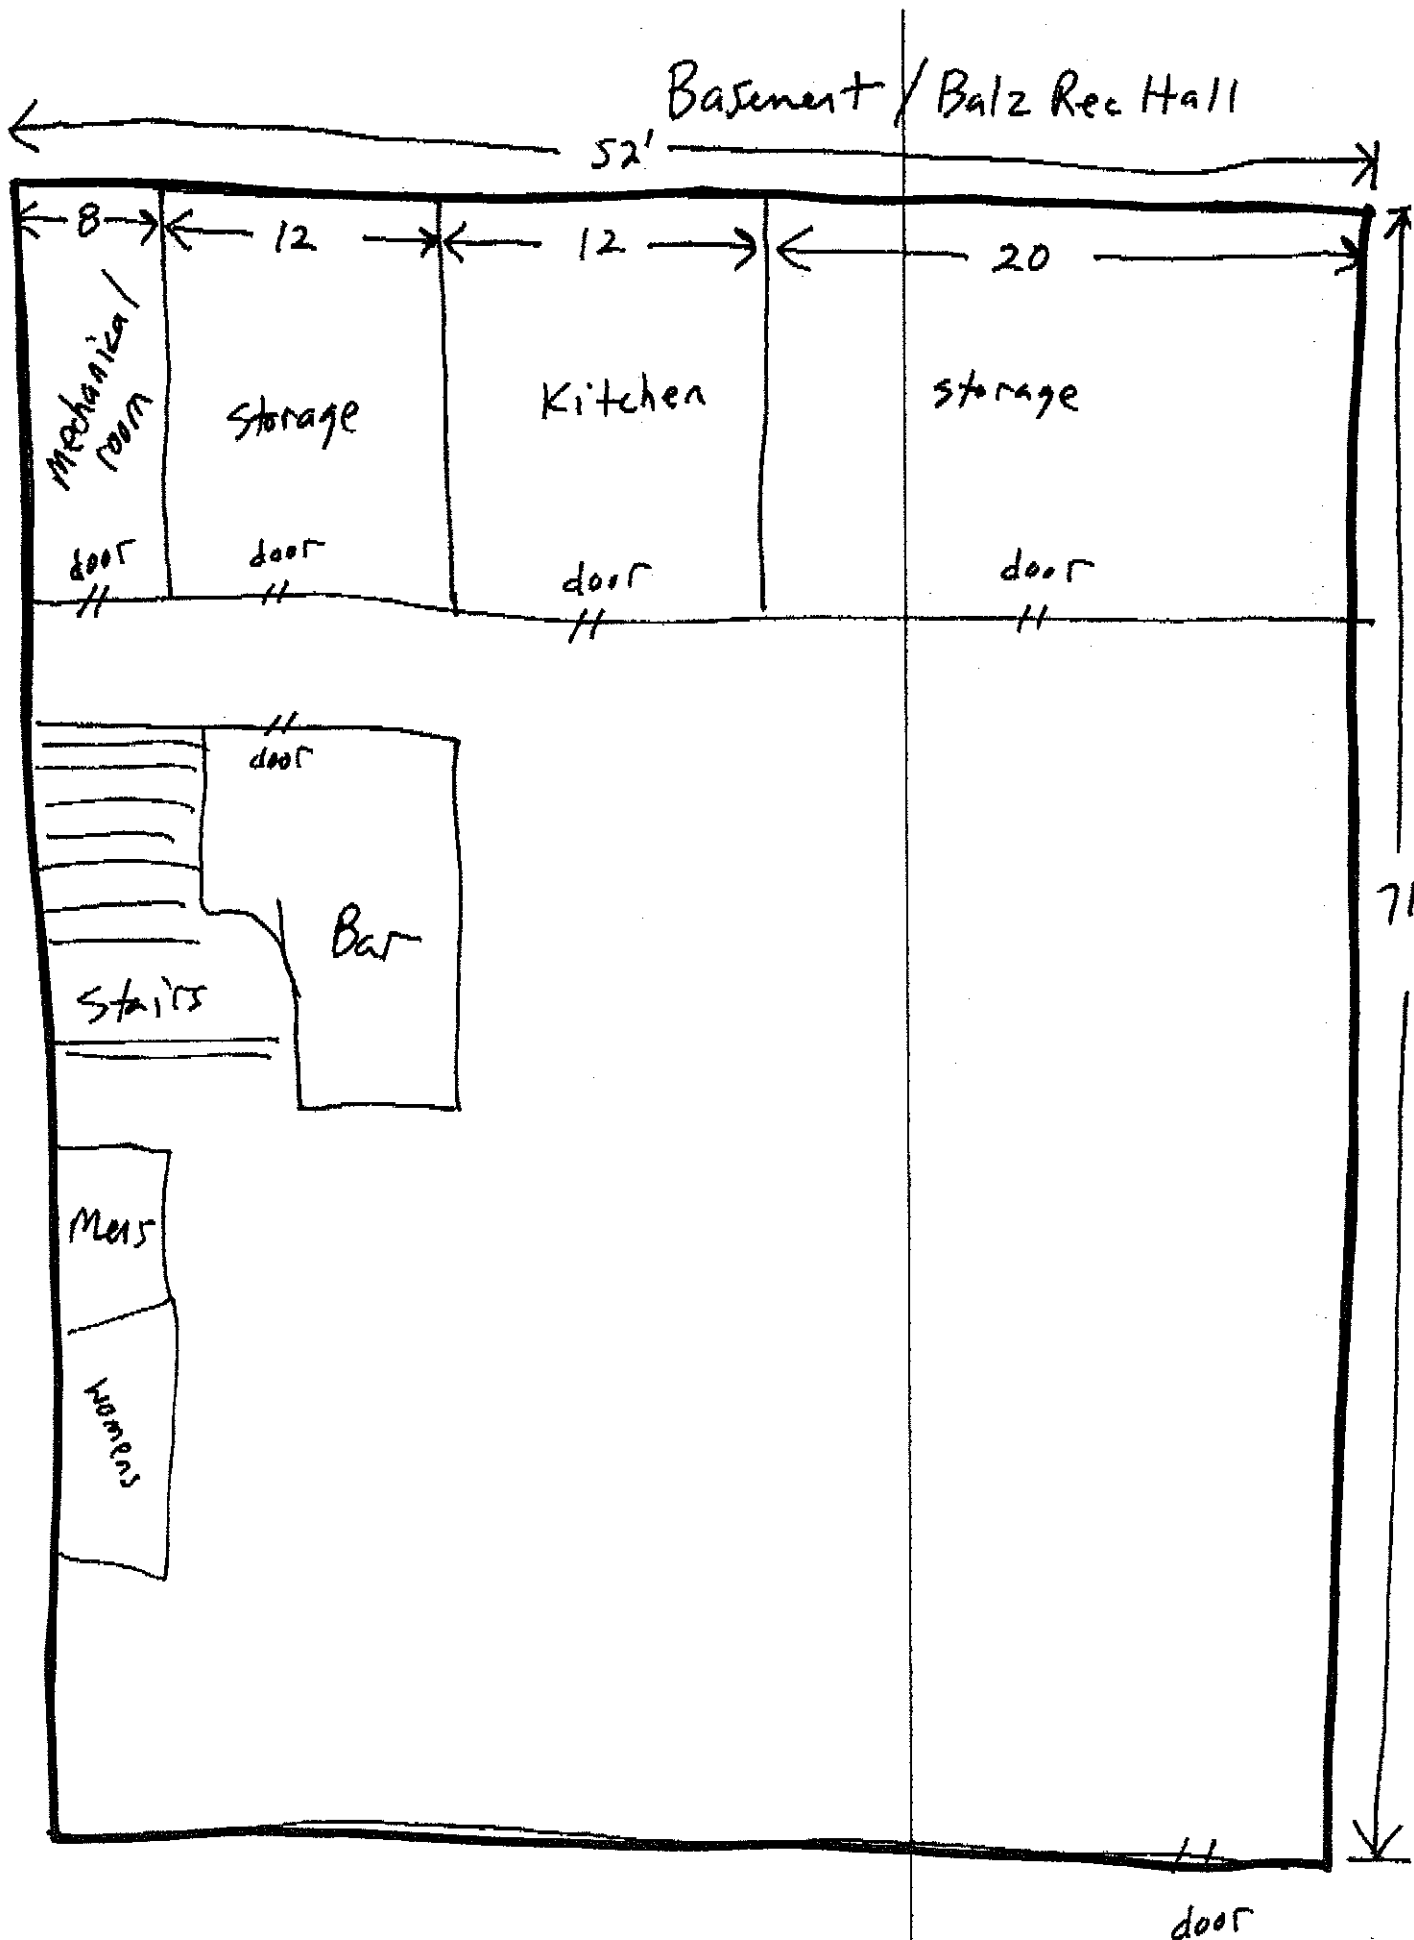 Basement / Balz Rec Hall
52'
8
12
12
20
Mechanical
room
Storage
Kitchen
storage
door
door
door
door
door
Bar
71
Stairs
Mens
Womens
door